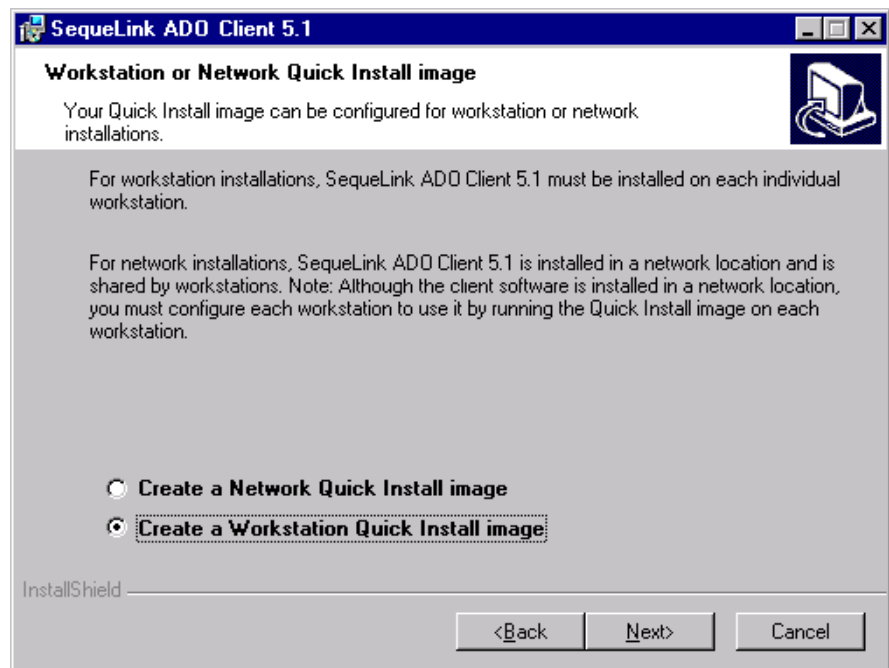 SequeLink ADO Client 5.1
Workstation or Network Quick Install image
Your Quick Install image can be configured for workstation or network
installations.
For workstation installations, SequeLink ADO Client 5.1 must be installed on each individual
workstation.
For network installations, SequeLink ADO Client 5.1 is installed in a network location and is
shared by workstations. Note: Although the client software is installed in a network location,
you must configure each workstation to use it by running the Quick Install image on each
workstation.
Create a Network Quick Install image
Create a Workstation Quick Install image
InstallShield
<Back Next> Cancel